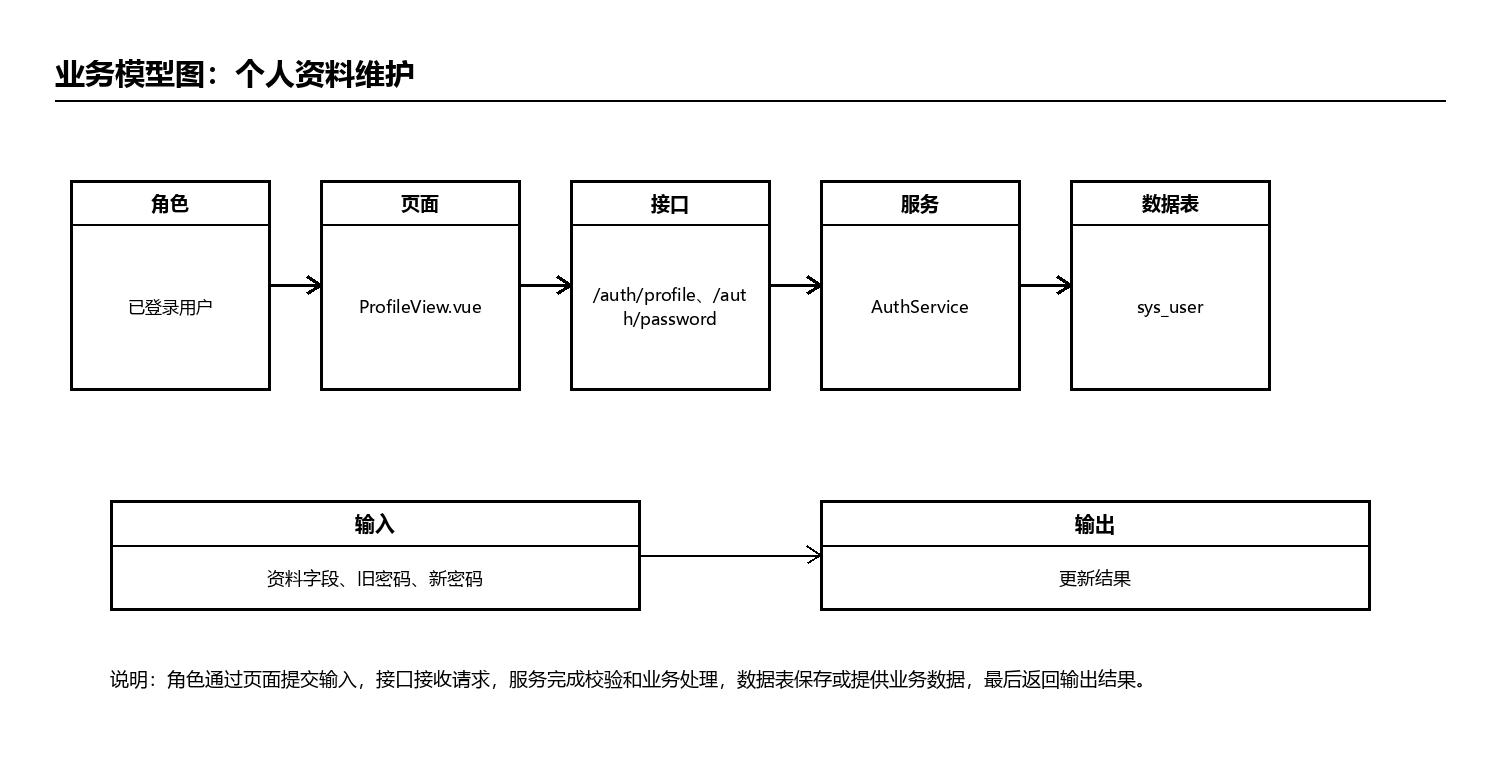 业务模型图：个人资料维护
角色
页面
接口
服务
数据表
已登录用户
ProfileView.vue
/auth/profile、/aut
h/password
AuthService
sys_user
输入
输出
资料字段、旧密码、新密码
更新结果
说明：角色通过页面提交输入，接口接收请求，服务完成校验和业务处理，数据表保存或提供业务数据，最后返回输出结果。